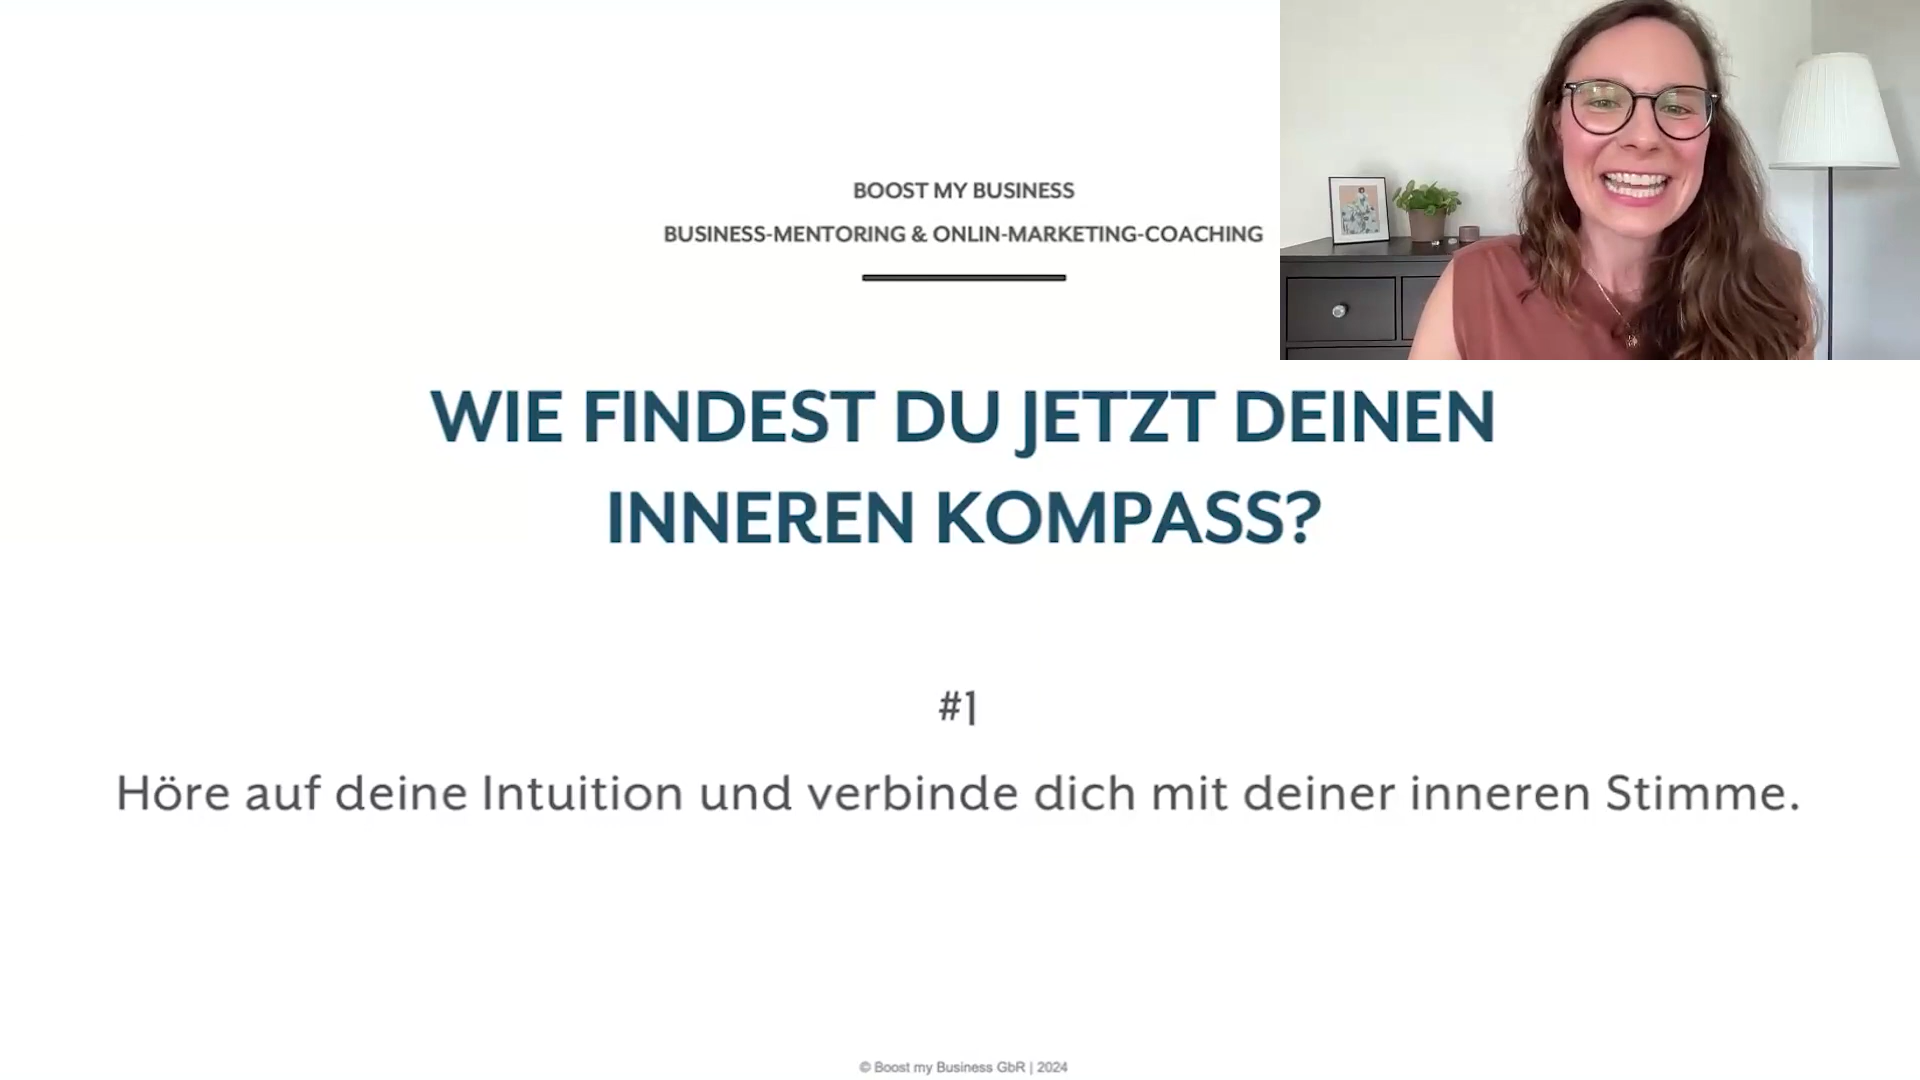 BOOST MY BUSINESS
BUSINESS-MENTORING & ONLIN-MARKETING-COACHING
WIE FINDEST DU JETZT DEINEN
INNEREN KOMPASS?
#1
Höre auf deine Intuition und verbinde dich mit deiner inneren Stimme.
© Boost my Business GbR | 2024